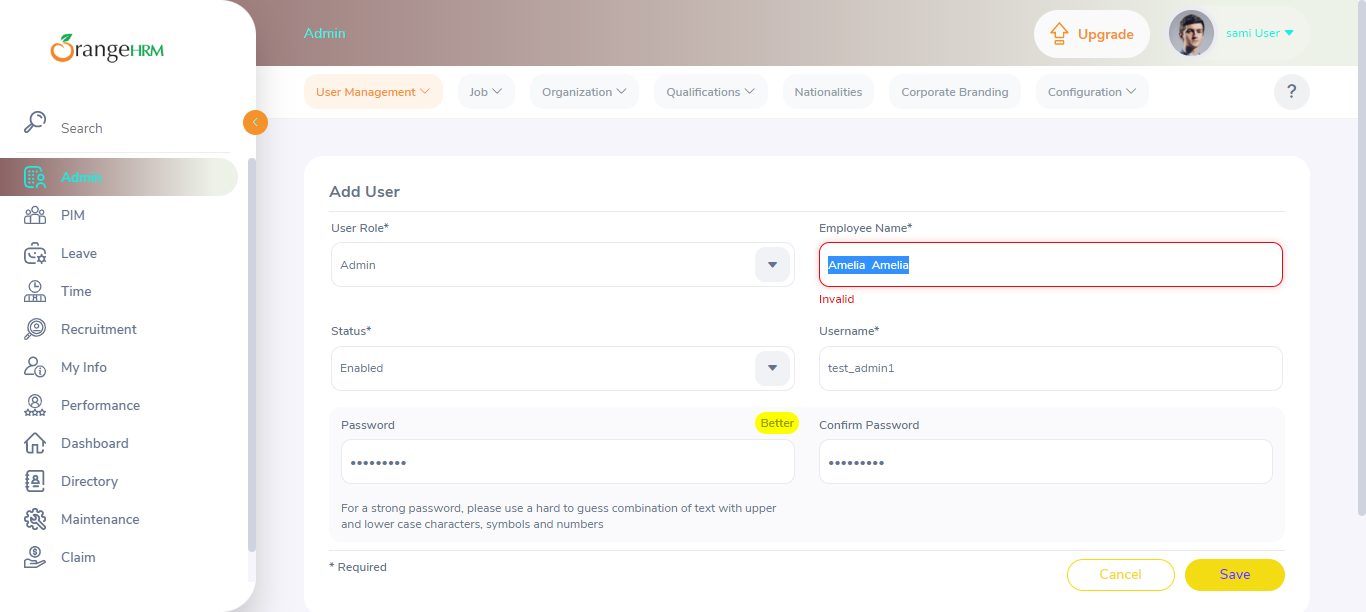 OrangeHRM
Search
Admin
PIM
Leave
Time
Recruitment
My Info
Performance
Dashboard
Directory
Maintenance
Claim
Admin
Upgrade
sami User
User Management
Job
Organization
Qualifications
Nationalities
Corporate Branding
Configuration
?
Add User
User Role*
Admin
Employee Name*
Amelia  Amelia
Invalid
Status*
Enabled
Username*
test_admin1
Password
Better
•••••••••
Confirm Password
•••••••••
For a strong password, please use a hard to guess combination of text with upper
and lower case characters, symbols and numbers
* Required
Cancel
Save